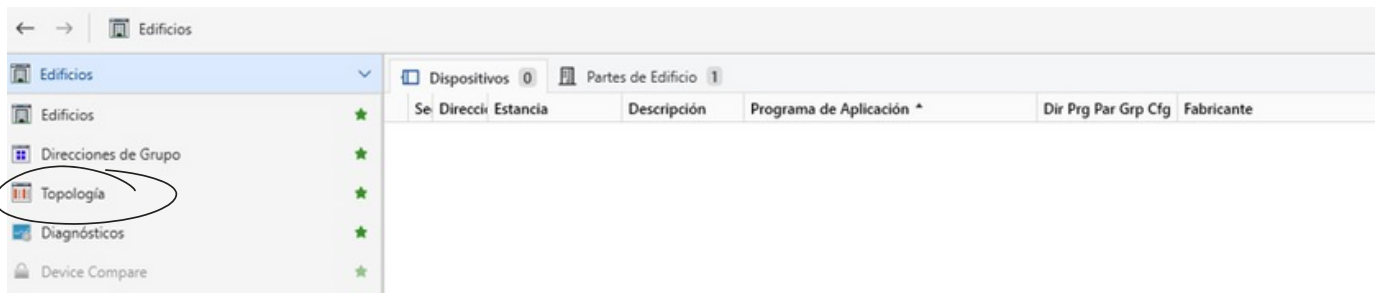 Edificios
Edificios
Dispositivos 0 Partes de Edificio 1
Se Direcci Estancia Descripción Programa de Aplicación Dir Prg Par Grp Cfg Fabricante
Edificios
Direcciones de Grupo
Topología
Diagnósticos
Device Compare